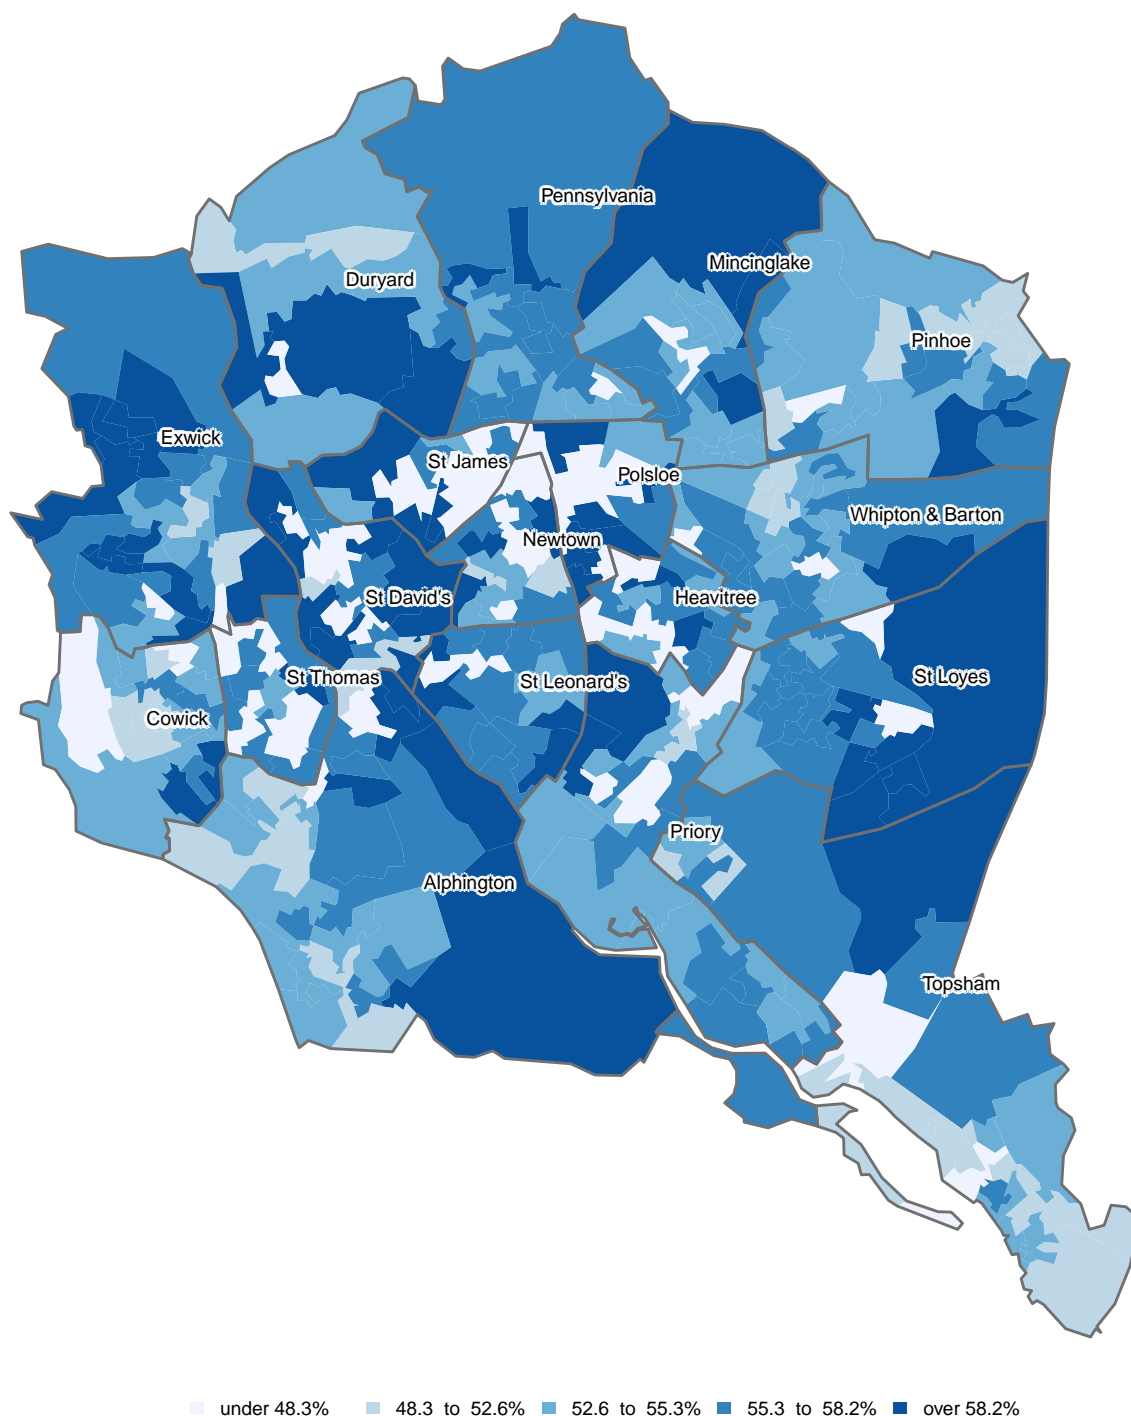 Pennsylvania
Mincinglake
Duryard
Pinhoe
Exwick
St James
Polsloe
Whipton & Barton
Newtown
St David's
Heavitree
St Thomas
St Leonard's
St Loyes
Cowick
Priory
Alphington
Topsham
under 48.3% 48.3 to 52.6% 52.6 to 55.3% 55.3 to 58.2% over 58.2%